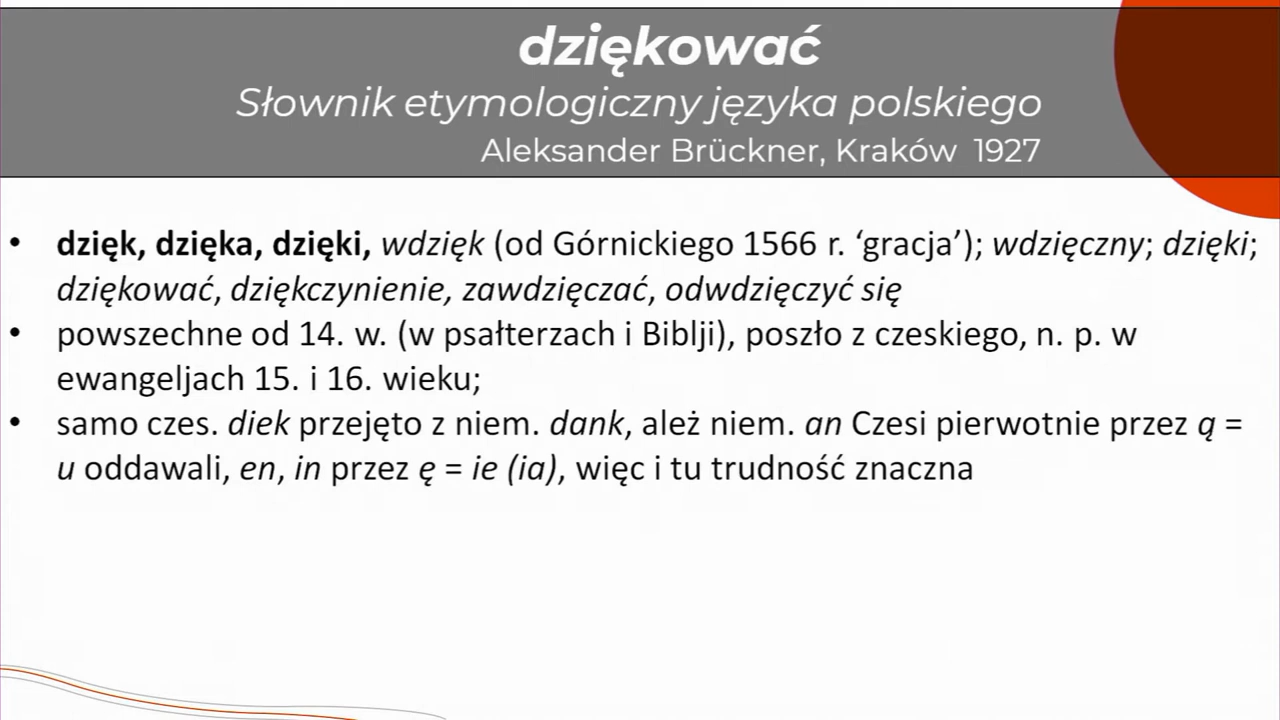 dziękować
Słownik etymologiczny języka polskiego
Aleksander Brückner, Kraków 1927
• dzięk, dzięka, dzięki, wdzięk (od Górnickiego 1566 r. ‘gracja’); wdzięczny; dzięki;
dziękować, dziękczynienie, zawdzięczać, odwdzięczyć się
• powszechne od 14. w. (w psałterzach i Biblji), poszło z czeskiego, n. p. w
ewangeljach 15. i 16. wieku;
• samo czes. diek przejęto z niem. dank, ależ niem. an Czesi pierwotnie przez ą =
u oddawali, en, in przez ę = ie (ia), więc i tu trudność znaczna